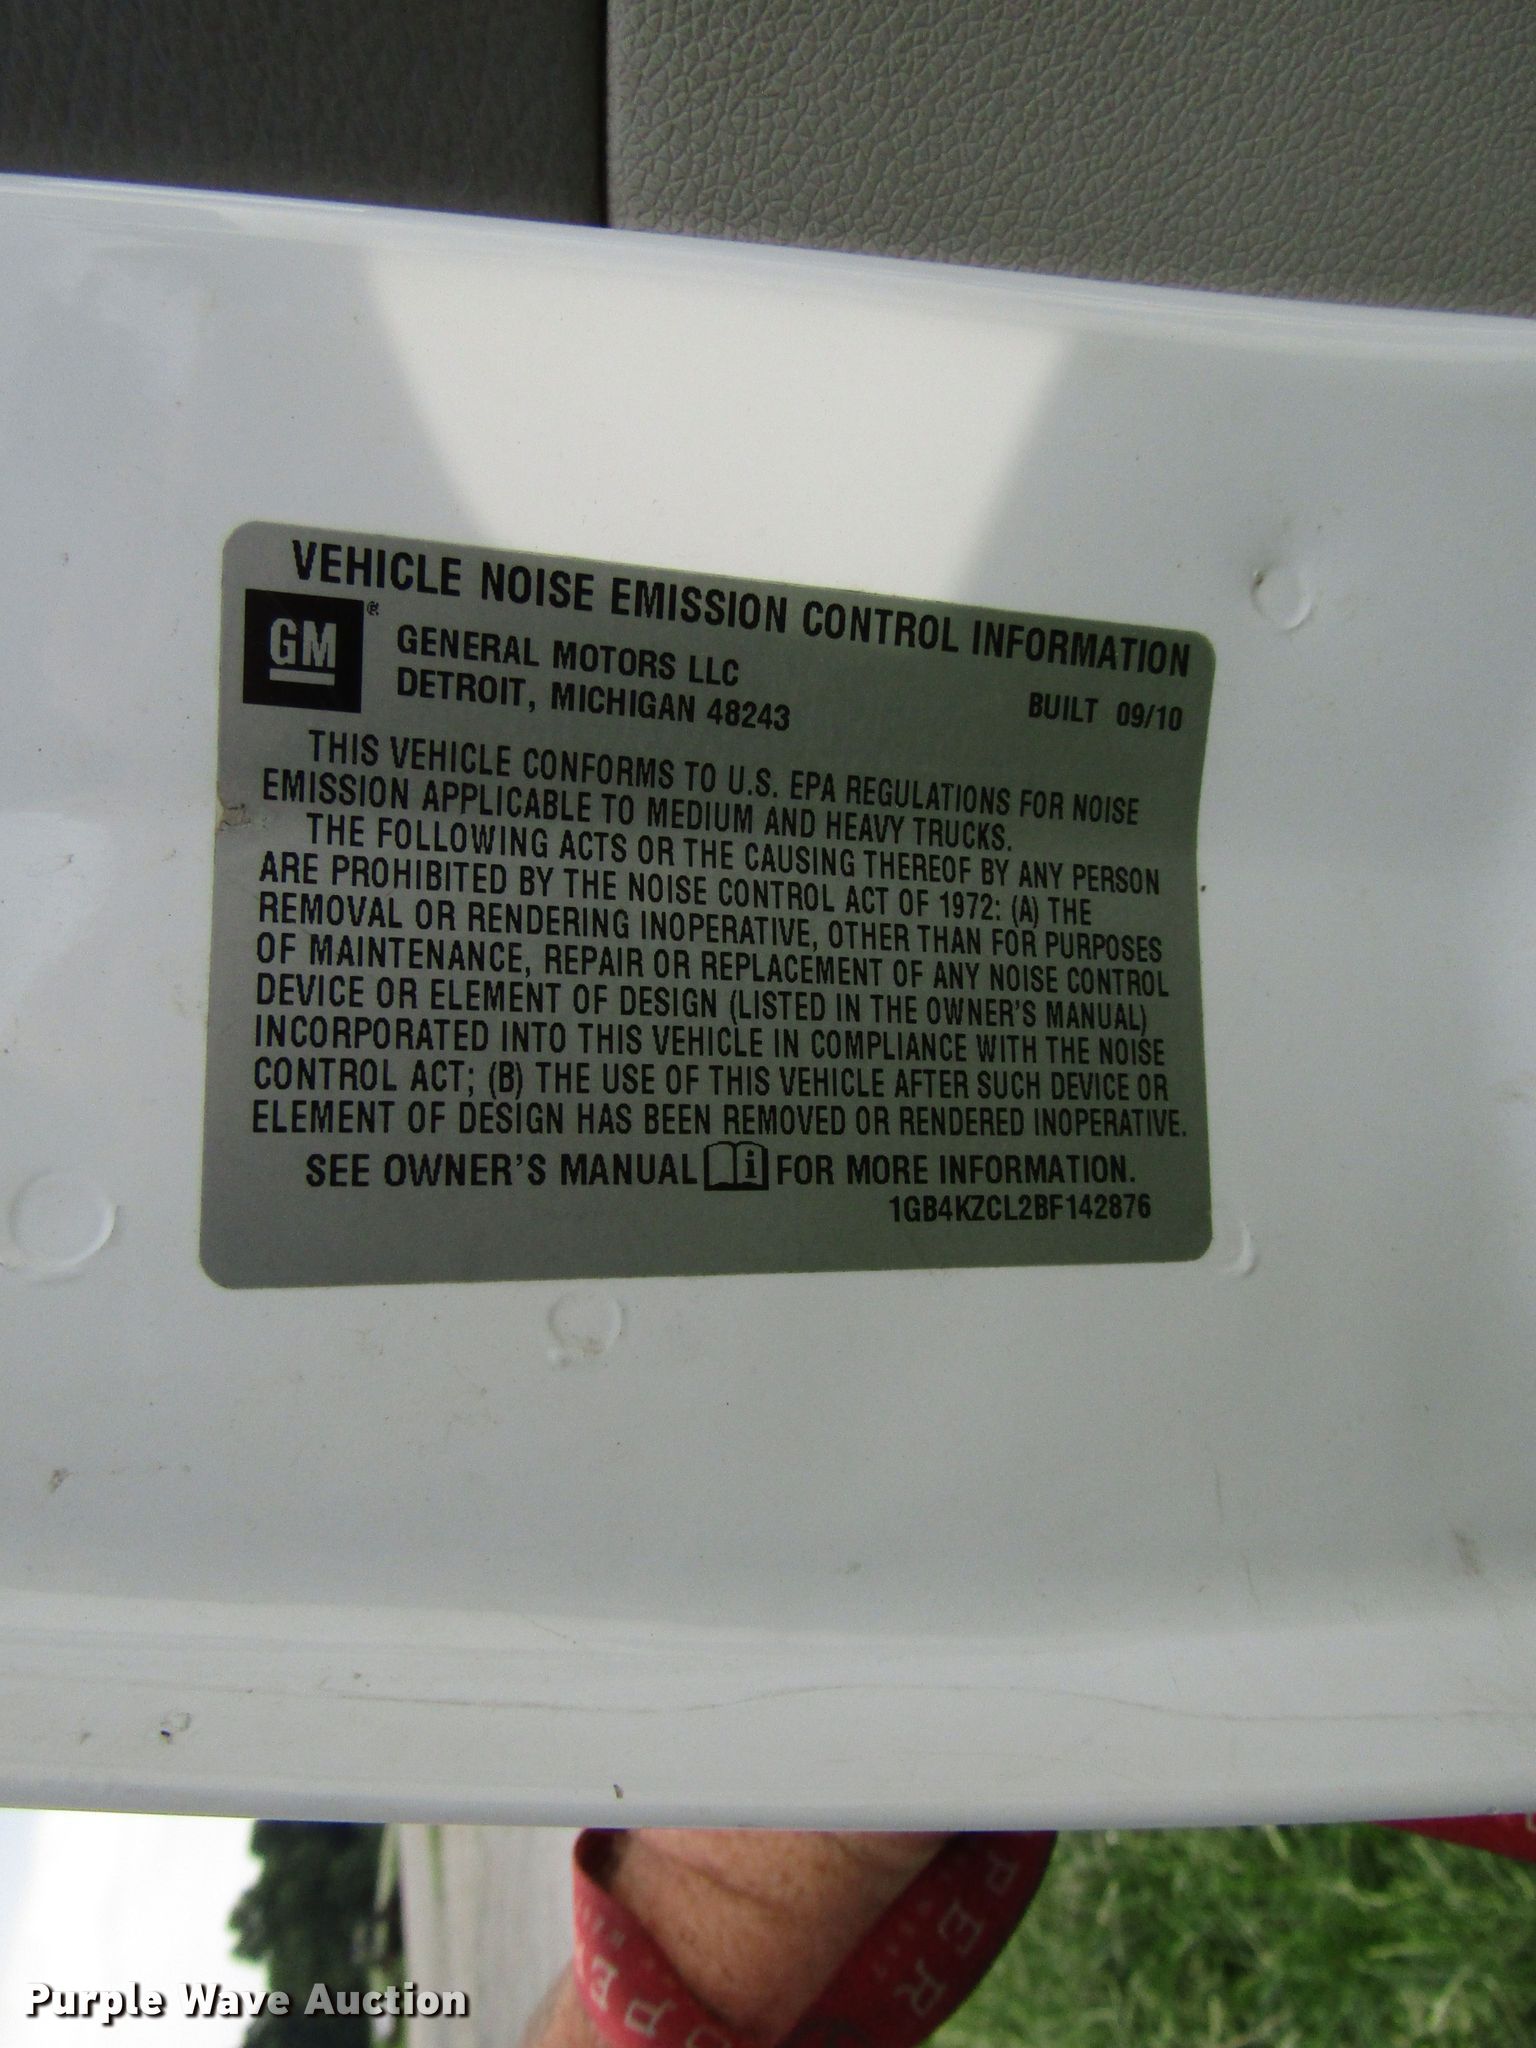 VEHICLE NOISE EMISSION CONTROL INFORMATION
GM
®
GENERAL MOTORS LLC
DETROIT, MICHIGAN 48243
BUILT 09/10
THIS VEHICLE CONFORMS TO U.S. EPA REGULATIONS FOR NOISE
EMISSION APPLICABLE TO MEDIUM AND HEAVY TRUCKS.
THE FOLLOWING ACTS OR THE CAUSING THEREOF BY ANY PERSON
ARE PROHIBITED BY THE NOISE CONTROL ACT OF 1972: (A) THE
REMOVAL OR RENDERING INOPERATIVE, OTHER THAN FOR PURPOSES
OF MAINTENANCE, REPAIR OR REPLACEMENT OF ANY NOISE CONTROL
DEVICE OR ELEMENT OF DESIGN (LISTED IN THE OWNER'S MANUAL)
INCORPORATED INTO THIS VEHICLE IN COMPLIANCE WITH THE NOISE
CONTROL ACT; (B) THE USE OF THIS VEHICLE AFTER SUCH DEVICE OR
ELEMENT OF DESIGN HAS BEEN REMOVED OR RENDERED INOPERATIVE.
SEE OWNER'S MANUAL i FOR MORE INFORMATION.
1GB4KZCL2BF142876
Purple Wave Auction